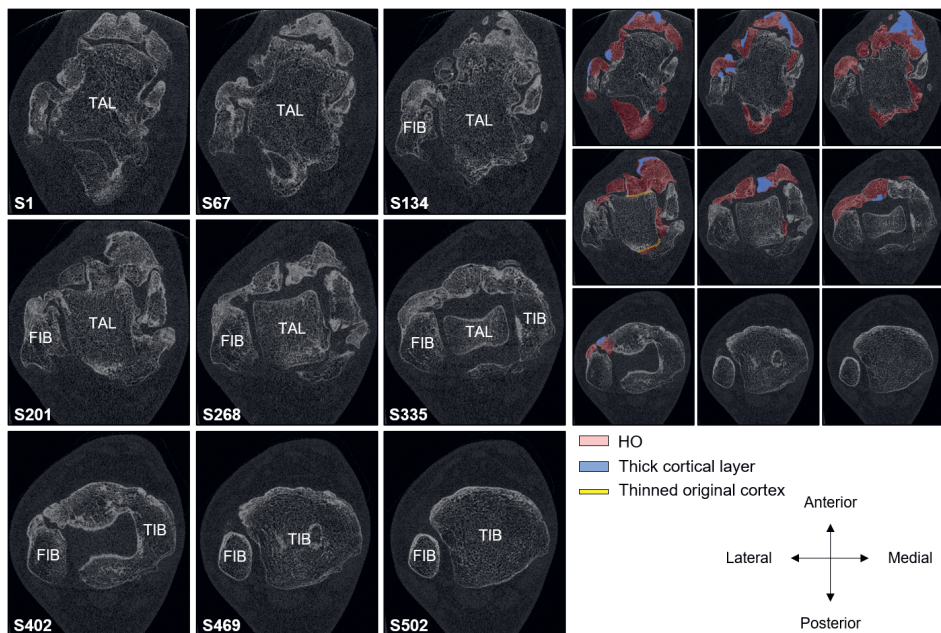 TAL
S1
TAL
S67
FIB
TAL
S134
FIB
TAL
S201
FIB
TAL
S268
FIB
TAL
TIB
S335
FIB
TIB
S402
FIB
TIB
S469
FIB
TIB
S502
HO
Thick cortical layer
Thinned original cortex
Anterior
Lateral
Medial
Posterior